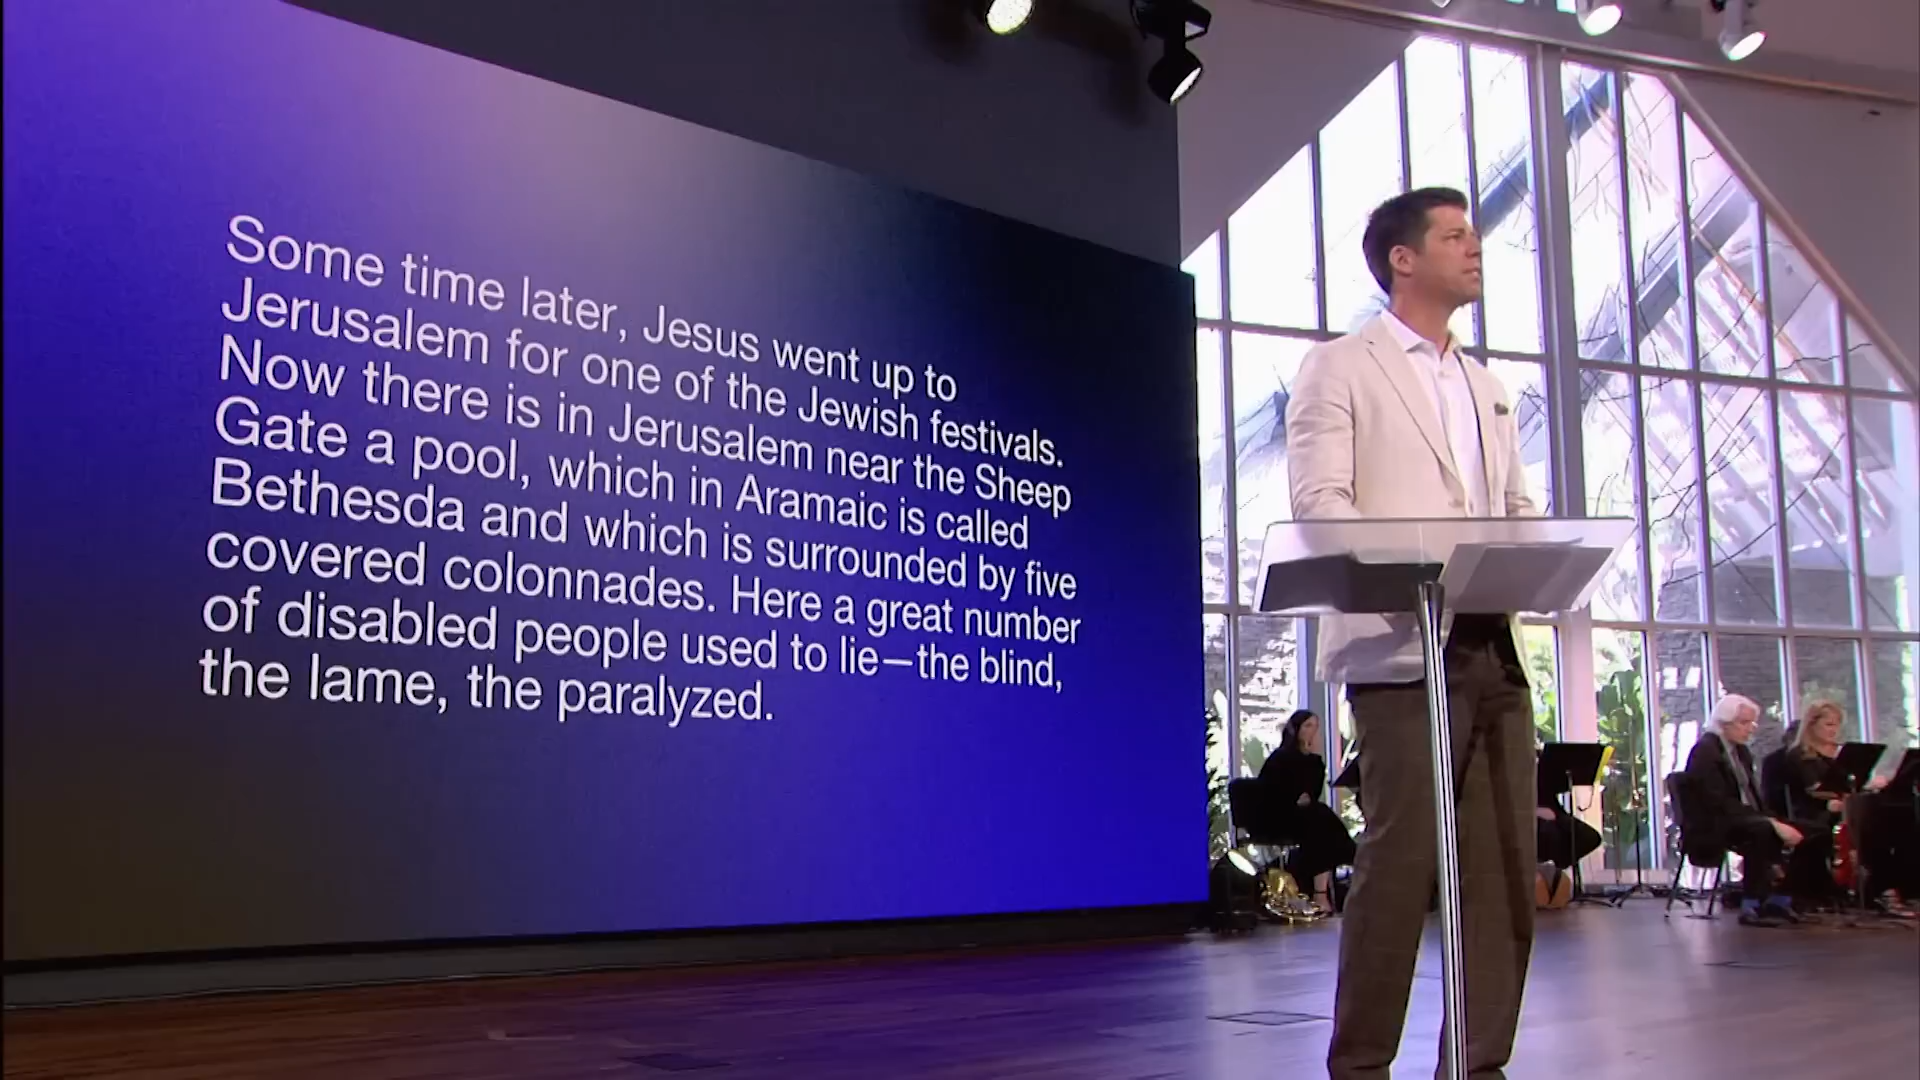 Some time later, Jesus went up to
Jerusalem for one of the Jewish festivals.
Now there is in Jerusalem near the Sheep
Gate a pool, which in Aramaic is called
Bethesda and which is surrounded by five
covered colonnades. Here a great number
of disabled people used to lie—the blind,
the lame, the paralyzed.